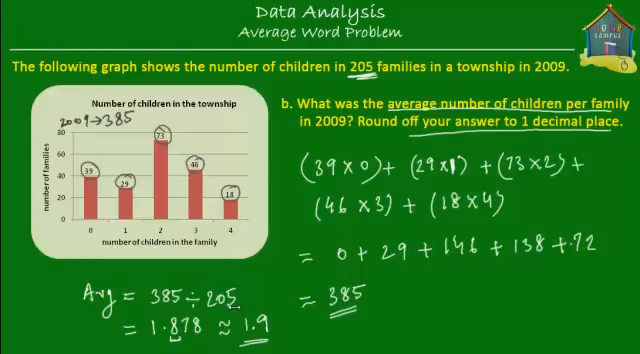 Data Analysis
Average Word Problem
HOME CAMPUS
The following graph shows the number of children in 205 families in a township in 2009.
Number of children in the township
2009→385
number of families
80
60
40
20
0
39
29
73
46
18
0 1 2 3 4
number of children in the family
b. What was the average number of children per family
in 2009? Round off your answer to 1 decimal place.
(39 x 0) + (29 x 1) + (73 x 2) +
(46 x 3) + (18 x 4)
= 0 + 29 + 146 + 138 + 72
= 385
Avg = 385 ÷ 205
= 1.878 ≈ 1.9